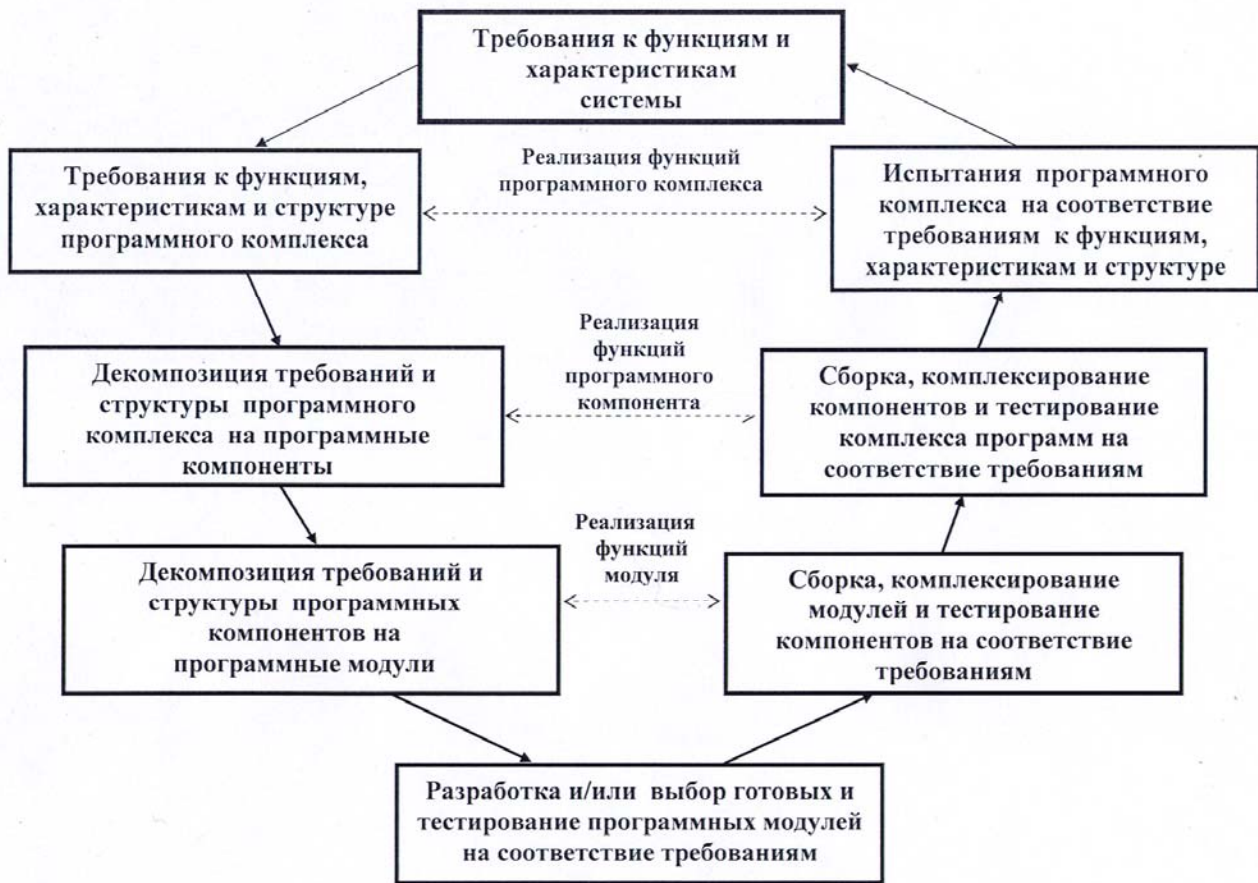 Требования к функциям и
характеристикам
системы
Требования к функциям,
характеристикам и структуре
программного комплекса
Реализация функций
программного комплекса
Испытания программного
комплекса на соответствие
требованиям к функциям,
характеристикам и структуре
Декомпозиция требований и
структуры программного
комплекса на программные
компоненты
Реализация
функций
программного
компонента
Сборка, комплексирование
компонентов и тестирование
комплекса программ на
соответствие требованиям
Декомпозиция требований и
структуры программных
компонентов на
программные модули
Реализация
функций
модуля
Сборка, комплексирование
модулей и тестирование
компонентов на соответствие
требованиям
Разработка и/или выбор готовых и
тестирование программных модулей
на соответствие требованиям